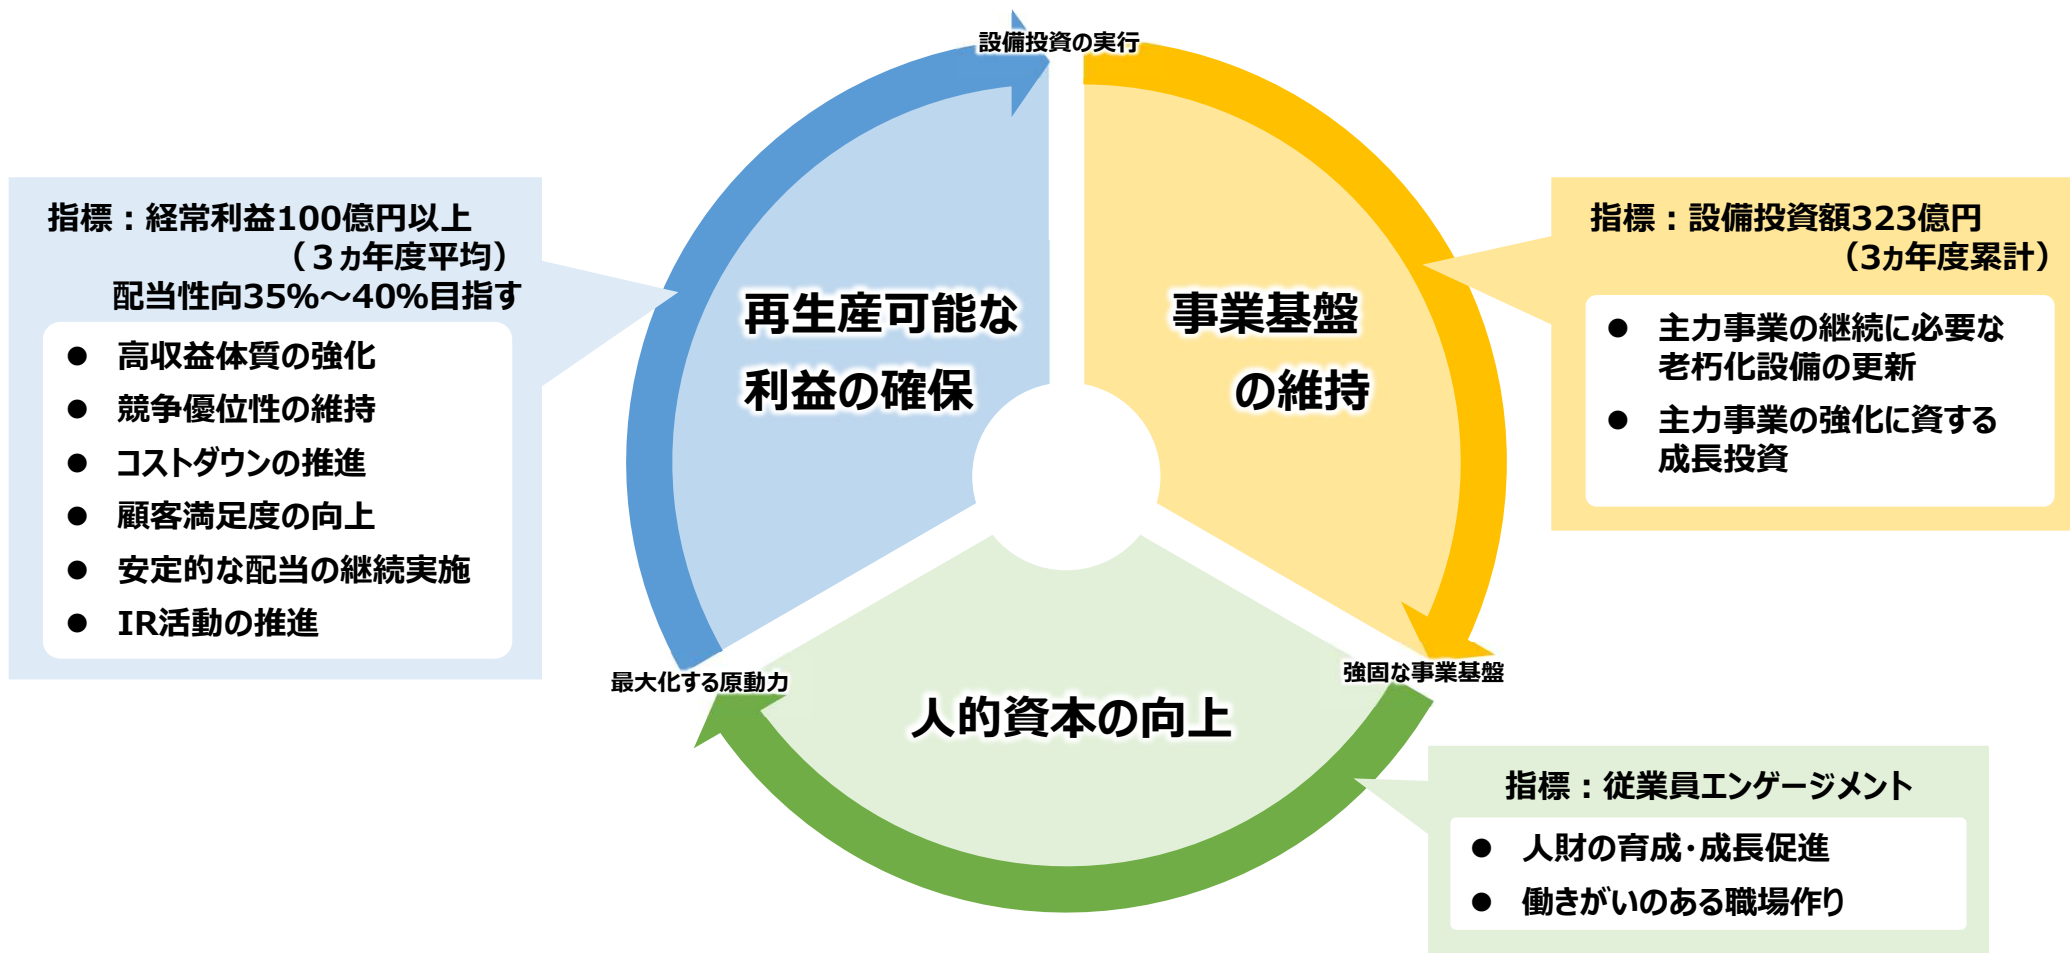 設備投資の実行
指標：経常利益100億円以上
（３ヵ年度平均）
配当性向35%～40%目指す
● 高収益体質の強化
● 競争優位性の維持
● コストダウンの推進
● 顧客満足度の向上
● 安定的な配当の継続実施
● IR活動の推進
再生産可能な
利益の確保
事業基盤
の維持
指標：設備投資額323億円
（3ヵ年度累計）
● 主力事業の継続に必要な
老朽化設備の更新
● 主力事業の強化に資する
成長投資
最大化する原動力
強固な事業基盤
人的資本の向上
指標：従業員エンゲージメント
● 人財の育成・成長促進
● 働きがいのある職場作り